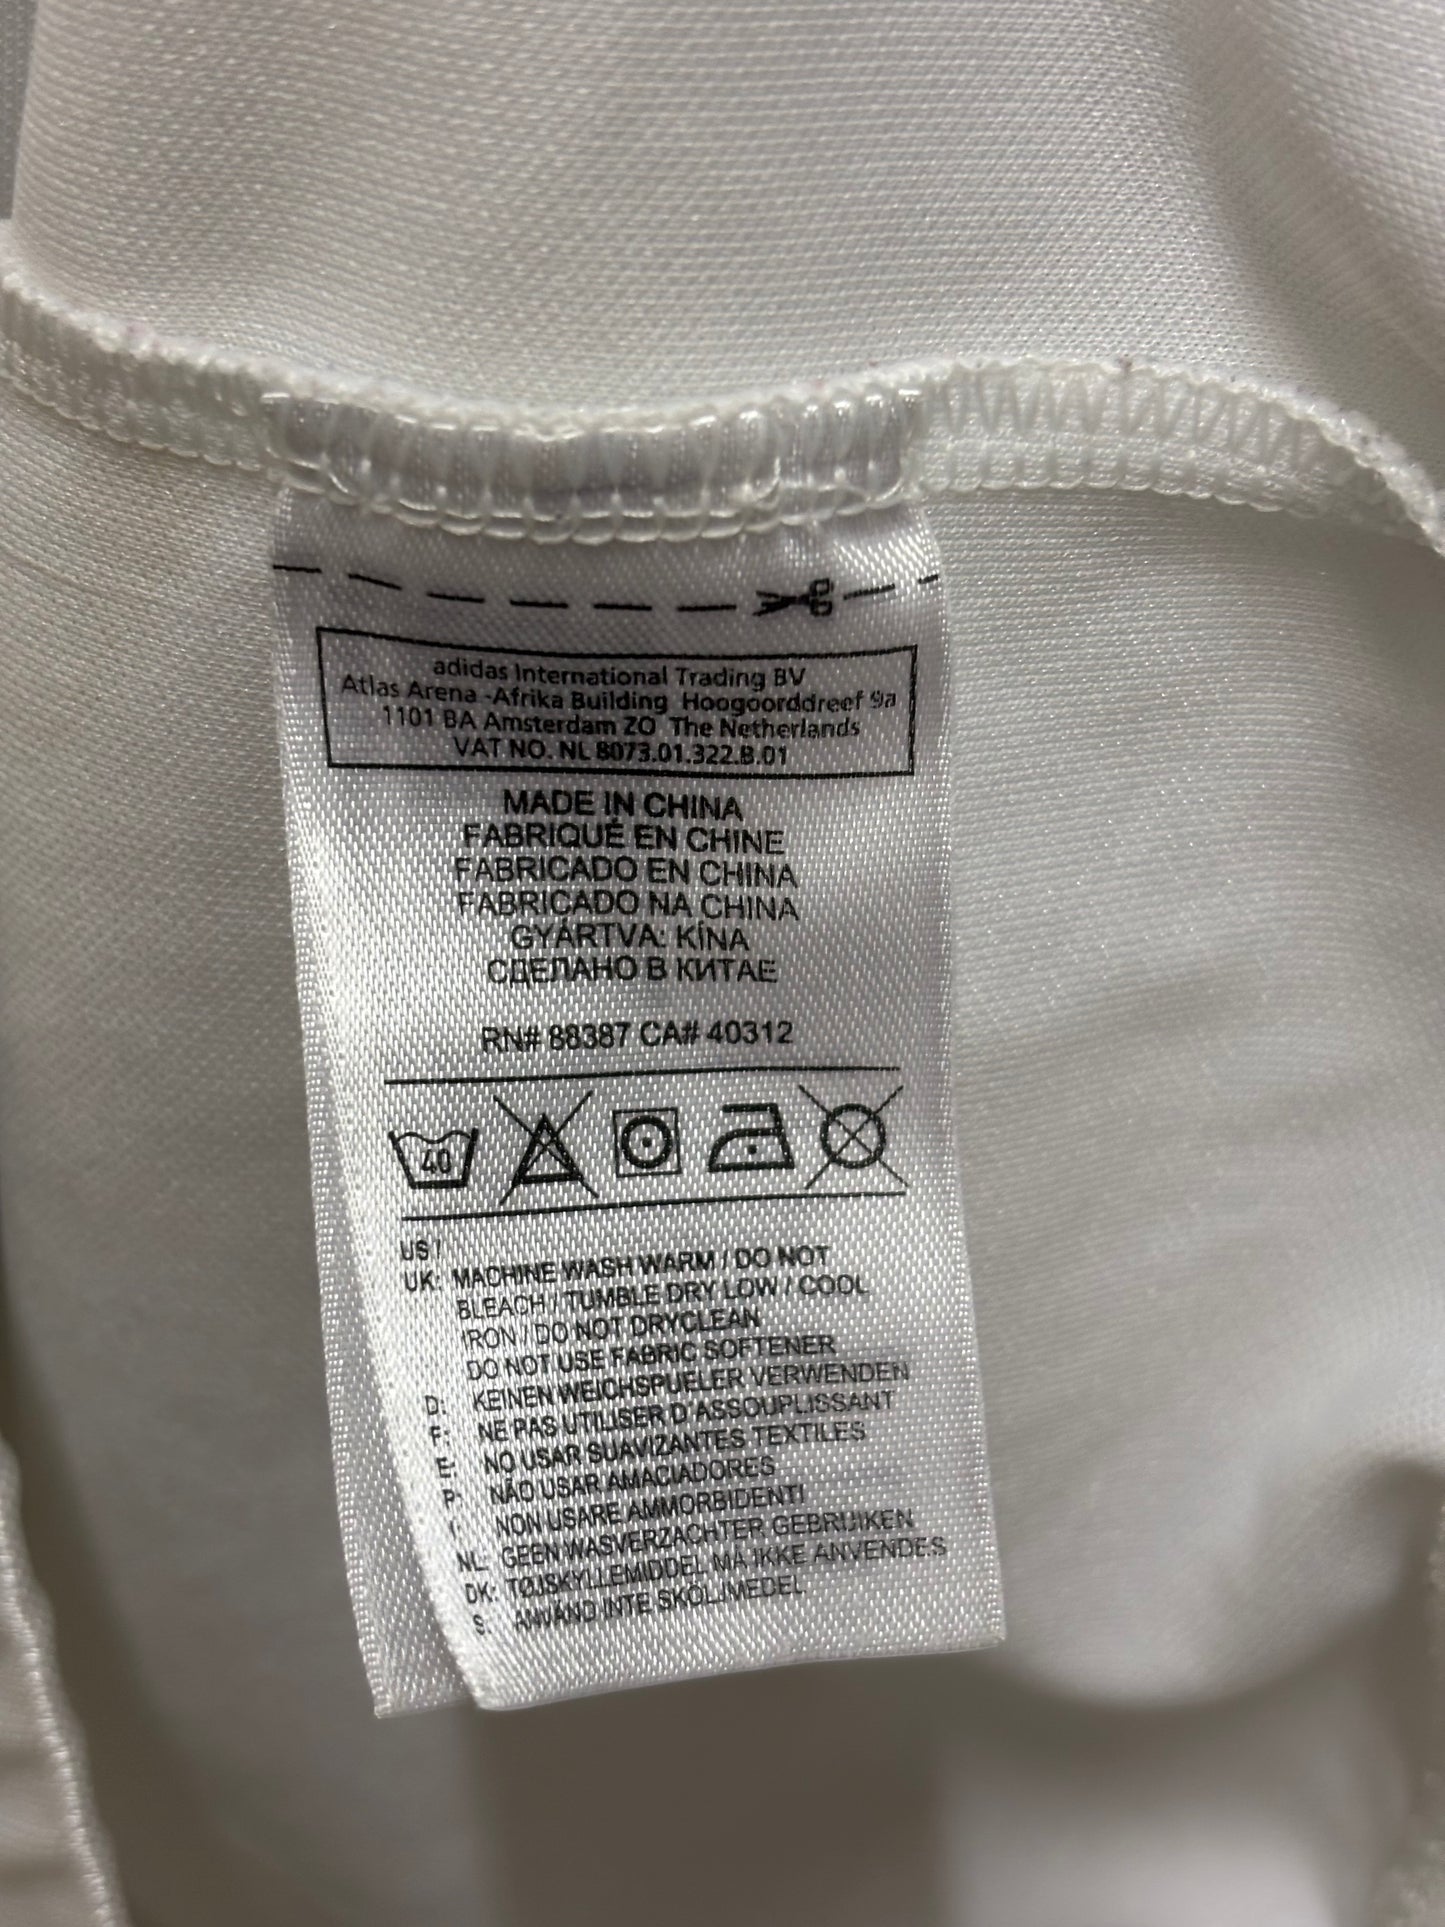 adidas International Trading BV
Atlas Arena -Afrika Building Hoogoorddreef 9a
1101 BA Amsterdam ZO The Netherlands
VAT NO. NL 8073.01.322.B.01
MADE IN CHINA
FABRIQUÉ EN CHINE
FABRICADO EN CHINA
FABRICADO NA CHINA
GYÁRTVA: KÍNA
СДЕЛАНО В КИТАЕ
RN# 88387 CA# 40312
40
US /
UK: MACHINE WASH WARM / DO NOT
BLEACH / TUMBLE DRY LOW / COOL
IRON / DO NOT DRYCLEAN
DO NOT USE FABRIC SOFTENER
D: KEINEN WEICHSPUELER VERWENDEN
F: NE PAS UTILISER D'ASSOUPLISSANT
E: NO USAR SUAVIZANTES TEXTILES
P: NÃO USAR AMACIADORES
I: NON USARE AMMORBIDENTI
NL: GEEN WASVERZACHTER GEBRUIKEN
DK: TØJSKYLLEMIDDEL MÅ IKKE ANVENDES
S: ANVÄND INTE SKÖLJMEDEL